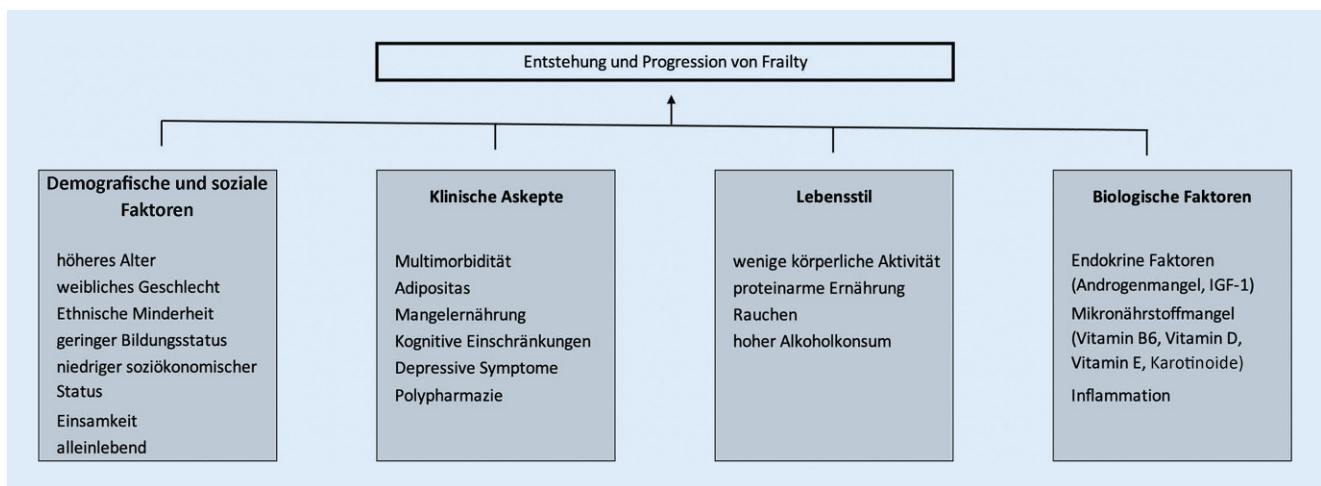 Entstehung und Progression von Frailty
Demografische und soziale
Faktoren
höheres Alter
weibliches Geschlecht
Ethnische Minderheit
geringer Bildungsstatus
niedriger soziökonomischer
Status
Einsamkeit
alleinlebend
Klinische Askepte
Multimorbidität
Adipositas
Mangelernährung
Kognitive Einschränkungen
Depressive Symptome
Polypharmazie
Lebensstil
wenige körperliche Aktivität
proteinarme Ernährung
Rauchen
hoher Alkoholkonsum
Biologische Faktoren
Endokrine Faktoren
(Androgenmangel, IGF-1)
Mikronährstoffmangel
(Vitamin B6, Vitamin D,
Vitamin E, Karotinoide)
Inflammation